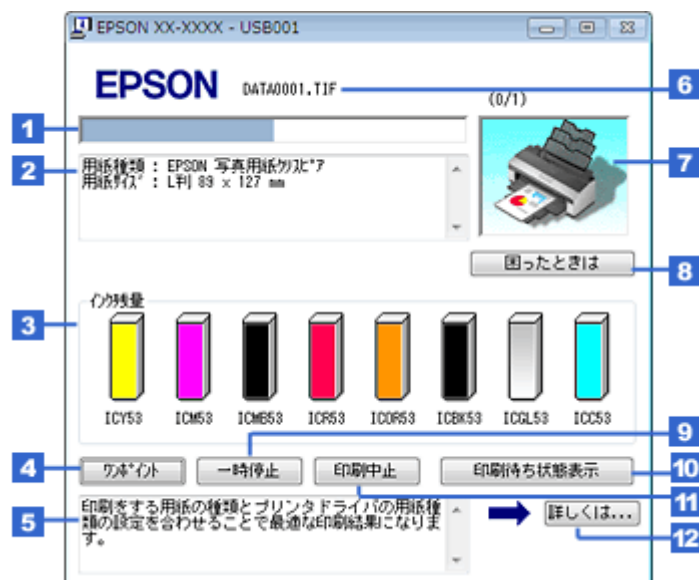 EPSON XX-XXXX - USB001
EPSON
DATA0001.TIF
6
(0/1)
1
2
用紙種類 : EPSON 写真用紙クリスピア
用紙サイズ : L判 89 x 127 mm
7
困ったときは
8
インク残量
3
ICY53
ICM53
ICMB53
ICR53
ICOR53
ICBK53
ICGL53
ICC53
9
4
ワンポイント
一時停止
印刷中止
印刷待ち状態表示
10
11
5
印刷をする用紙の種類とプリンタドライバの用紙種
類の設定を合わせることで最適な印刷結果になりま
す。
詳しくは...
12